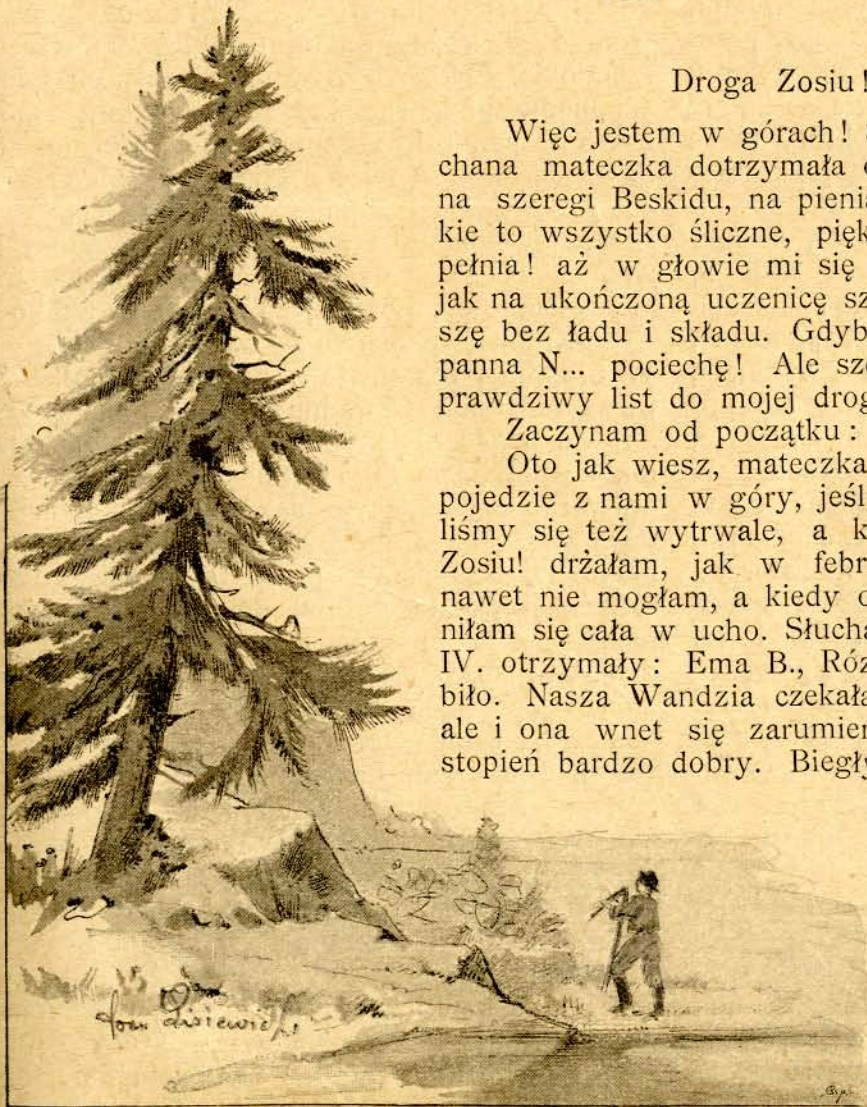 Droga Zosiu!
Więc jestem w górach!
chana mateczka dotrzymała
na szeregi Beskidu, na
kie to wszystko śliczne,
pełnia! aż w głowie mi się
jak na ukończoną uczenicę
szę bez ładu i składu.
panna N... pociechę! Ale
prawdziwy list do mojej
Zaczynam od początku:
Oto jak wiesz, mateczka
pojedzie z nami w góry,
liśmy się też wytrwale, a
Zosiu! drżałam, jak w
nawet nie mogłam, a kiedy
niłam się cała w ucho.
IV. otrzymały: Ema B.,
biło. Nasza Wandzia
ale i ona wnet się
stopień bardzo dobry.